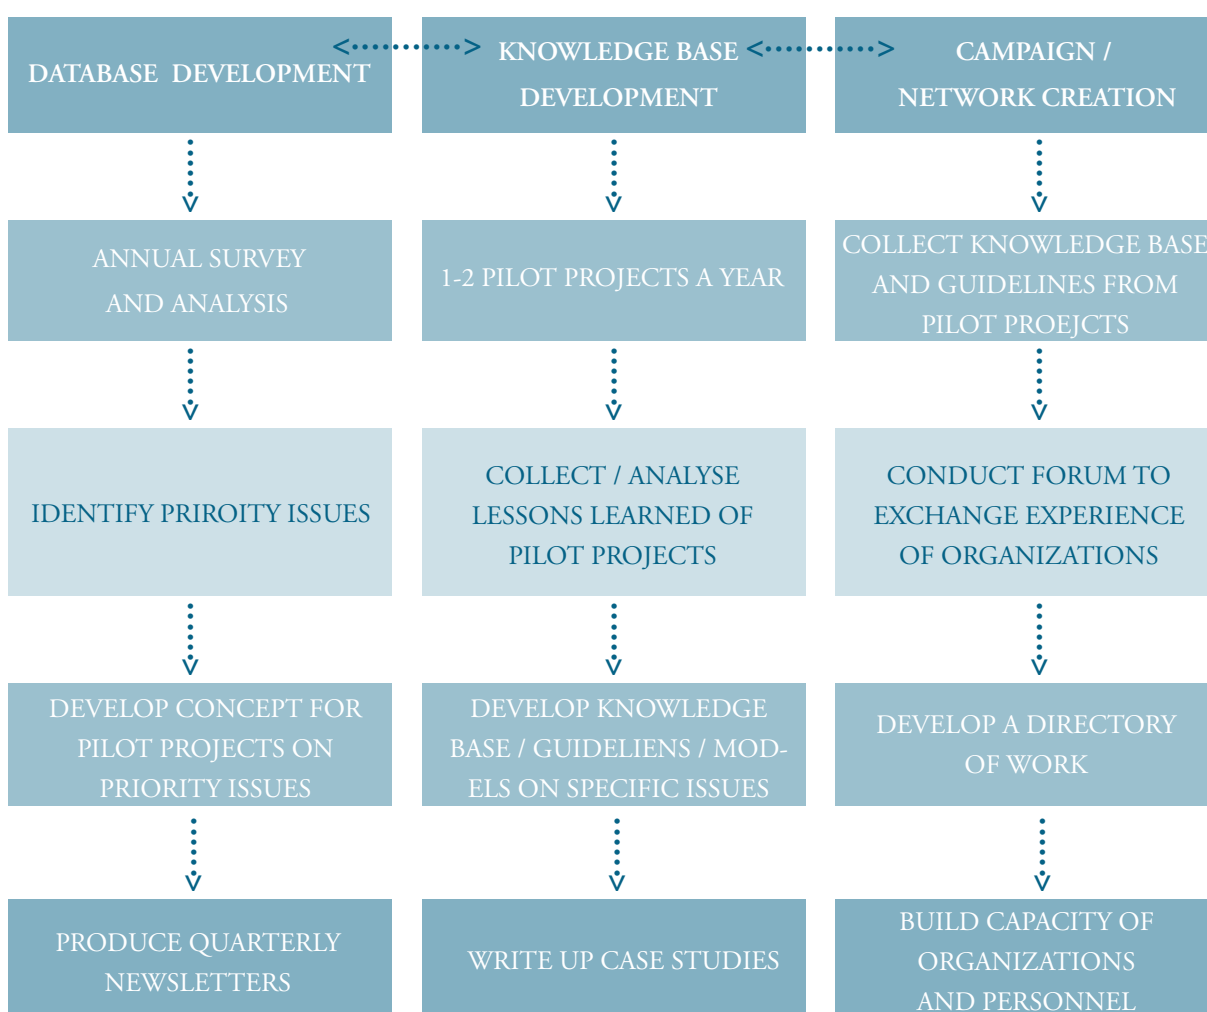 DATABASE DEVELOPMENT
KNOWLEDGE BASE
DEVELOPMENT
CAMPAIGN /
NETWORK CREATION
ANNUAL SURVEY
AND ANALYSIS
1-2 PILOT PROJECTS A YEAR
COLLECT KNOWLEDGE BASE
AND GUIDELINES FROM
PILOT PROEJCTS
IDENTIFY PRIROITY ISSUES
COLLECT / ANALYSE
LESSONS LEARNED OF
PILOT PROJECTS
CONDUCT FORUM TO
EXCHANGE EXPERIENCE
OF ORGANIZATIONS
DEVELOP CONCEPT FOR
PILOT PROJECTS ON
PRIORITY ISSUES
DEVELOP KNOWLEDGE
BASE / GUIDELIENS / MOD-
ELS ON SPECIFIC ISSUES
DEVELOP A DIRECTORY
OF WORK
PRODUCE QUARTERLY
NEWSLETTERS
WRITE UP CASE STUDIES
BUILD CAPACITY OF
ORGANIZATIONS
AND PERSONNEL